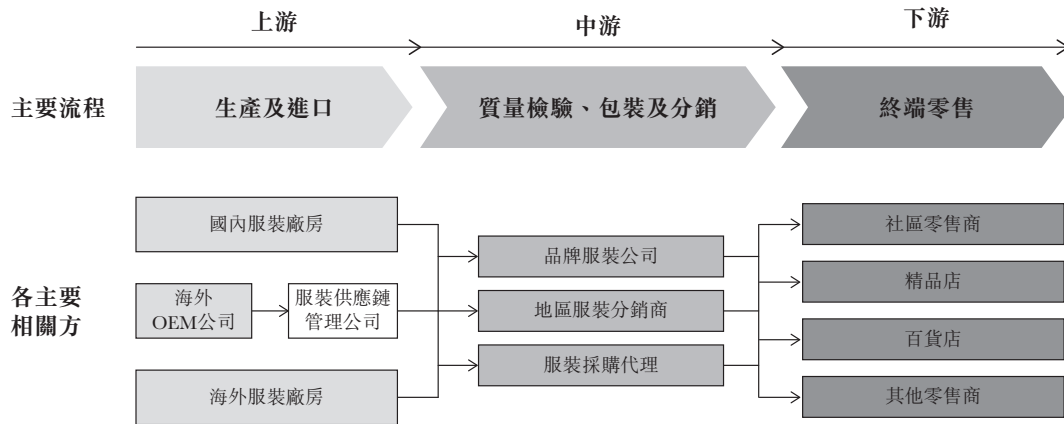 上游
中游
下游
主要流程
生產及進口
質量檢驗、包裝及分銷
終端零售
各主要
相關方
國內服裝廠房
海外
OEM公司
服裝供應鏈
管理公司
海外服裝廠房
品牌服裝公司
地區服裝分銷商
服裝採購代理
社區零售商
精品店
百貨店
其他零售商